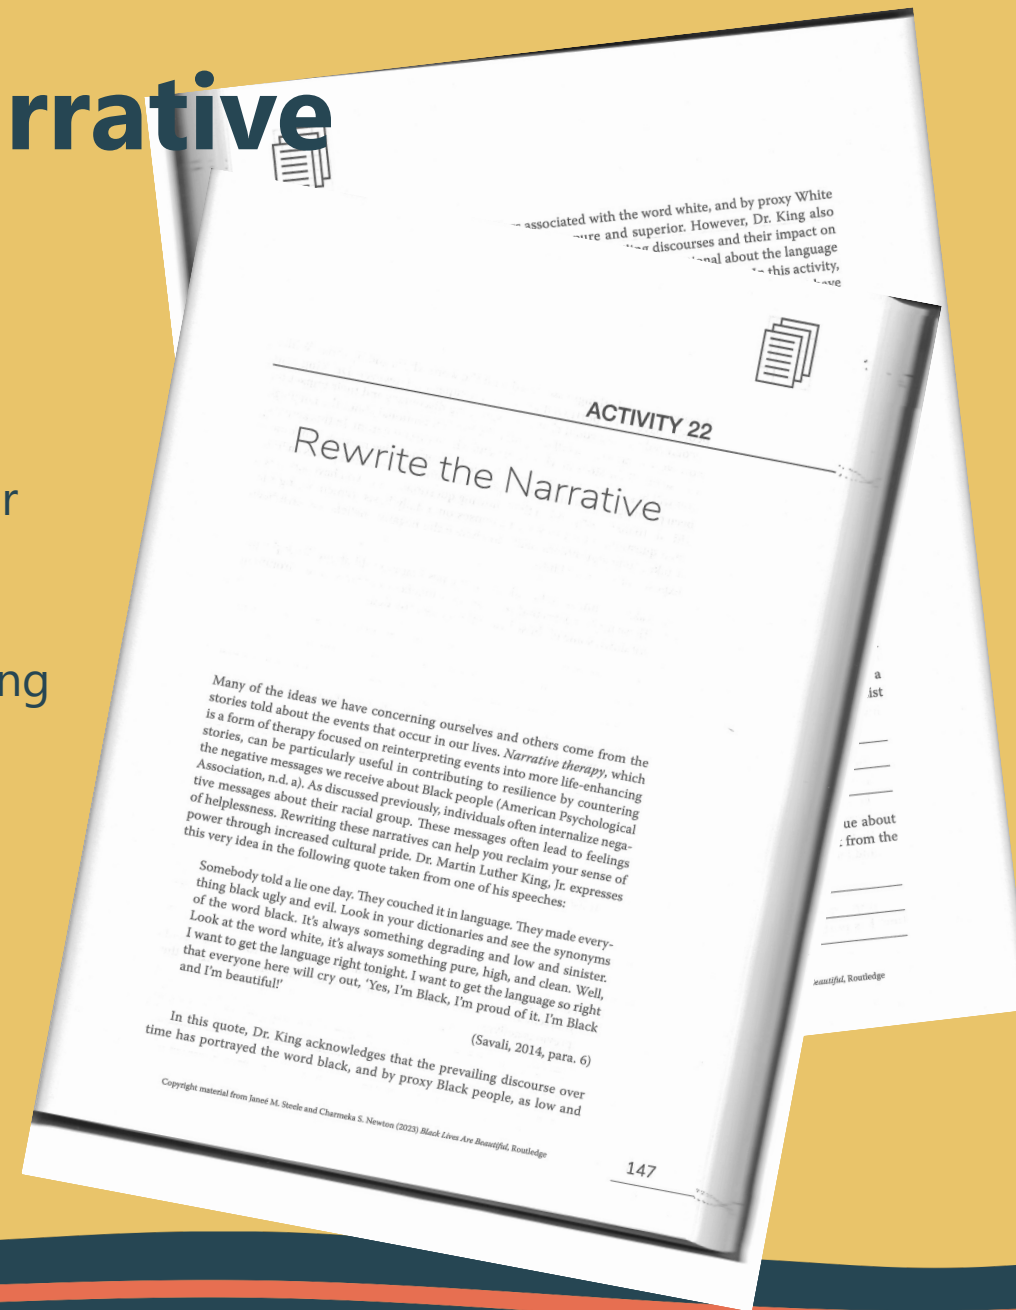 rrative
associated with the word white, and by proxy White
ure and superior. However, Dr. King also
discourses and their impact on
nal about the language
this activity,
ave
r
ng
ACTIVITY 22
Rewrite the Narrative
Many of the ideas we have concerning ourselves and others come from the
stories told about the events that occur in our lives. Narrative therapy, which
is a form of therapy focused on reinterpreting events into more life-enhancing
stories, can be particularly useful in contributing to resilience by countering
the negative messages we receive about Black people (American Psychological
Association, n.d. a). As discussed previously, individuals often internalize nega-
tive messages about their racial group. These messages often lead to feelings
of helplessness. Rewriting these narratives can help you reclaim your sense of
power through increased cultural pride. Dr. Martin Luther King, Jr. expresses
this very idea in the following quote taken from one of his speeches:
Somebody told a lie one day. They couched it in language. They made every-
thing black ugly and evil. Look in your dictionaries and see the synonyms
of the word black. It's always something degrading and low and sinister.
Look at the word white, it's always something pure, high, and clean. Well,
I want to get the language right tonight. I want to get the language so right
that everyone here will cry out, 'Yes, I'm Black, I'm proud of it. I'm Black
and I'm beautiful!'
(Savali, 2014, para. 6)
In this quote, Dr. King acknowledges that the prevailing discourse over
time has portrayed the word black, and by proxy Black people, as low and
Copyright material from Janeé M. Steele and Charmeka S. Newton (2023) Black Lives Are Beautiful, Routledge
147
a
ist
ue about
from the
eautiful, Routledge